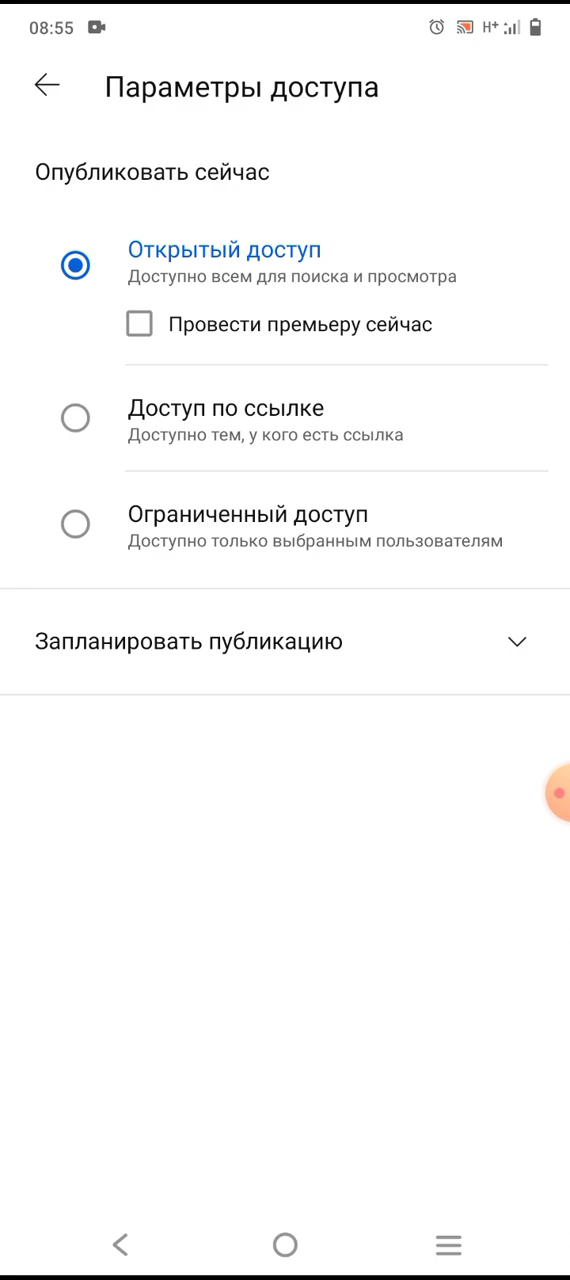 08:55 H+
Параметры доступа
Опубликовать сейчас
Открытый доступ
Доступно всем для поиска и просмотра
Провести премьеру сейчас
Доступ по ссылке
Доступно тем, у кого есть ссылка
Ограниченный доступ
Доступно только выбранным пользователям
Запланировать публикацию